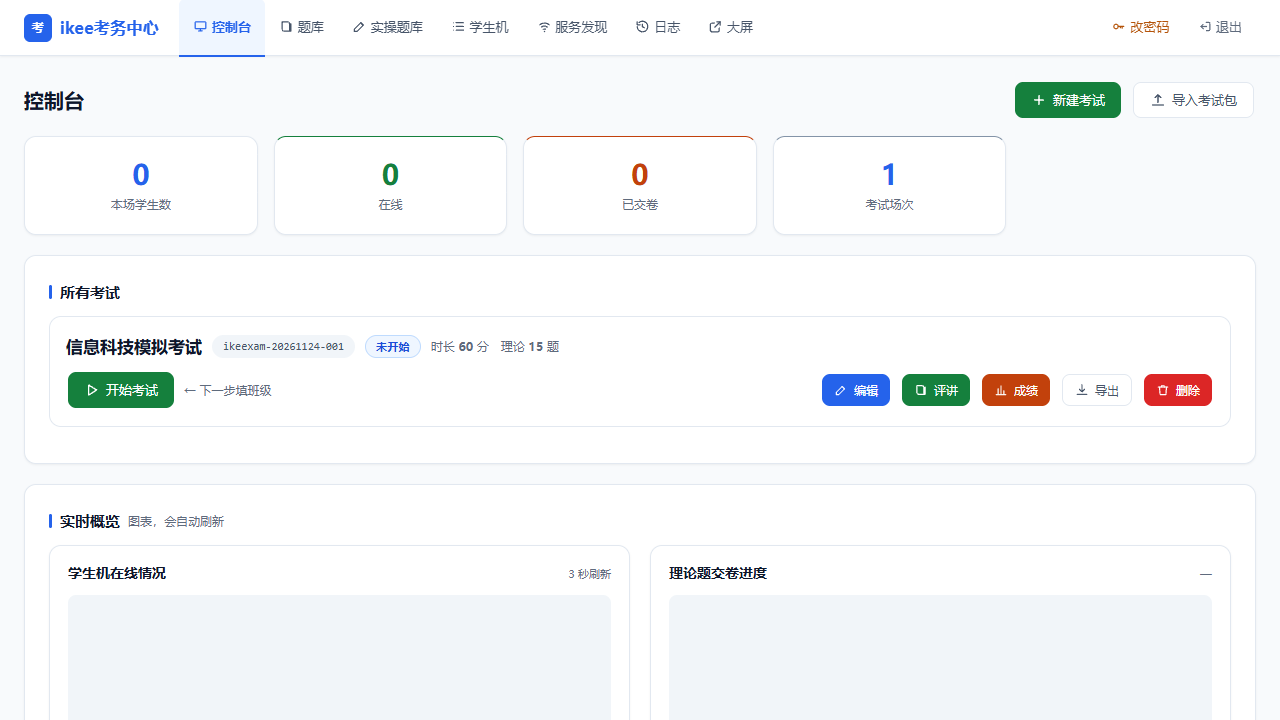 考 ikee考务中心 控制台 题库 实操题库 学生机 服务发现 日志 大屏 改密码 退出
控制台 新建考试 导入考试包
0 0 0 1
本场学生数 在线 已交卷 考试场次
所有考试
信息科技模拟考试 ikeexam-20261124-001 未开始 时长 60 分 理论 15 题
开始考试 ← 下一步填班级 编辑 评讲 成绩 导出 删除
实时概览 图表，会自动刷新
学生机在线情况 3 秒刷新 理论题交卷进度 —